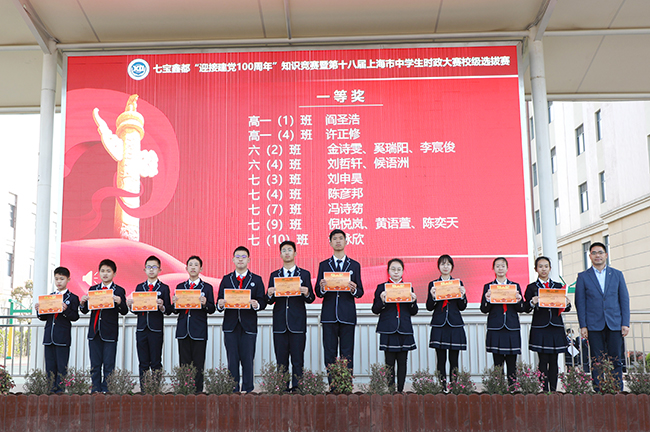 七宝鑫都“迎接建党100周年”知识竞赛暨第十八届上海市中学生时政大赛校级选拔赛
一等奖
高一（1）班 阎圣浩
高一（4）班 许正修
六（2）班 金诗雯、奚瑞阳、李宸俊
六（4）班 刘哲轩、候语洲
七（3）班 刘申昊
七（4）班 陈彦邦
七（7）班 冯诗窈
七（9）班 倪悦岚、黄语萱、陈奕天
七（10）班 欣